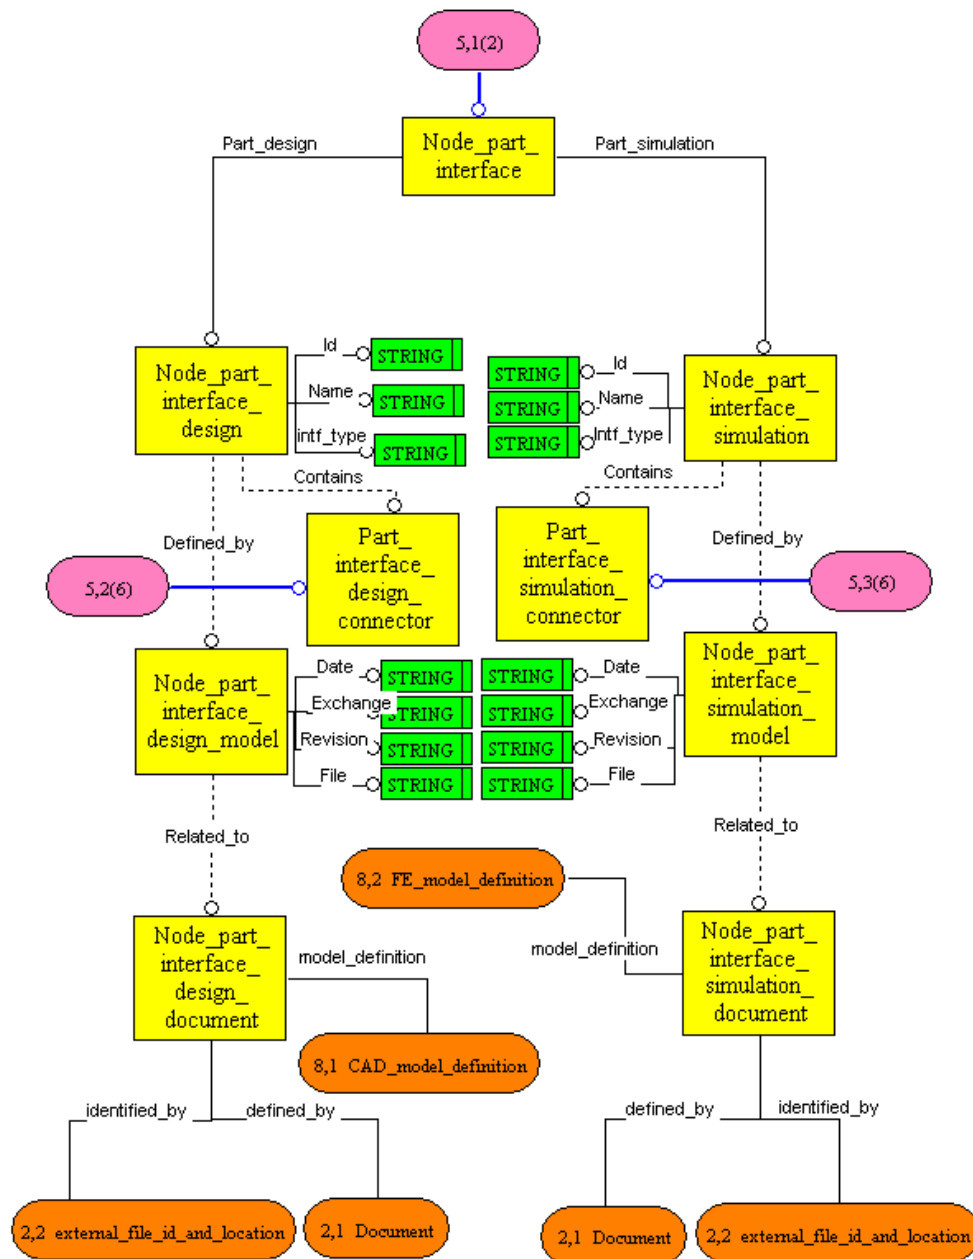 5,1(2)
Part_design
Node_part_
interface
Part_simulation
Node_part_
interface_
design
Id
STRING
Name
STRING
intf_type
STRING
STRING
Id
STRING
Name
STRING
Intf_type
Node_part_
interface_
simulation
Contains
Contains
Defined_by
Defined_by
Part_
interface_
design_
connector
Part_
interface_
simulation_
connector
5,2(6)
5,3(6)
Node_part_
interface_
design_model
Date
STRING
Exchange
STRING
Revision
STRING
File
STRING
STRING
Date
STRING
Exchange
STRING
Revision
STRING
File
Node_part_
interface_
simulation_
model
Related_to
Related_to
8,2 FE_model_definition
Node_part_
interface_
design_
document
model_definition
model_definition
Node_part_
interface_
simulation_
document
8,1 CAD_model_definition
identified_by
defined_by
defined_by
identified_by
2,2 external_file_id_and_location
2,1 Document
2,1 Document
2,2 external_file_id_and_location